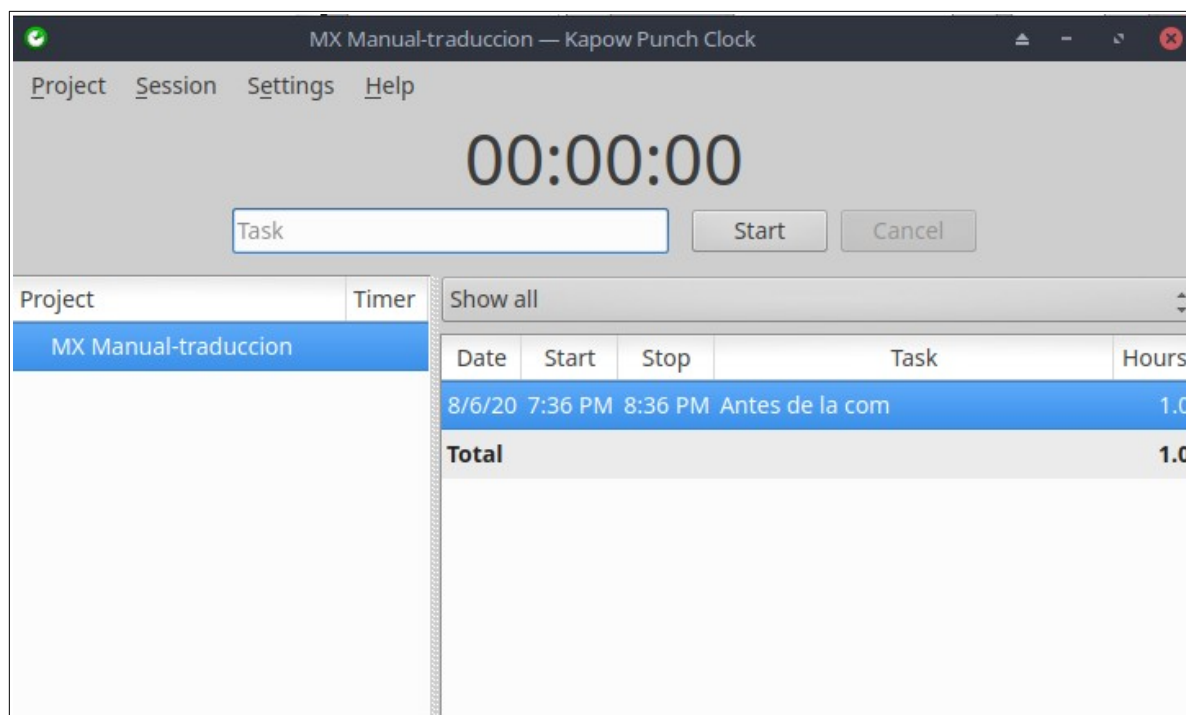 MX Manual-traduccion — Kapow Punch Clock
Project Session Settings Help
00:00:00
Task Start Cancel
Project Timer
MX Manual-traduccion
Show all
Date Start Stop Task Hours
8/6/20 7:36 PM 8:36 PM Antes de la com 1.0
Total 1.0